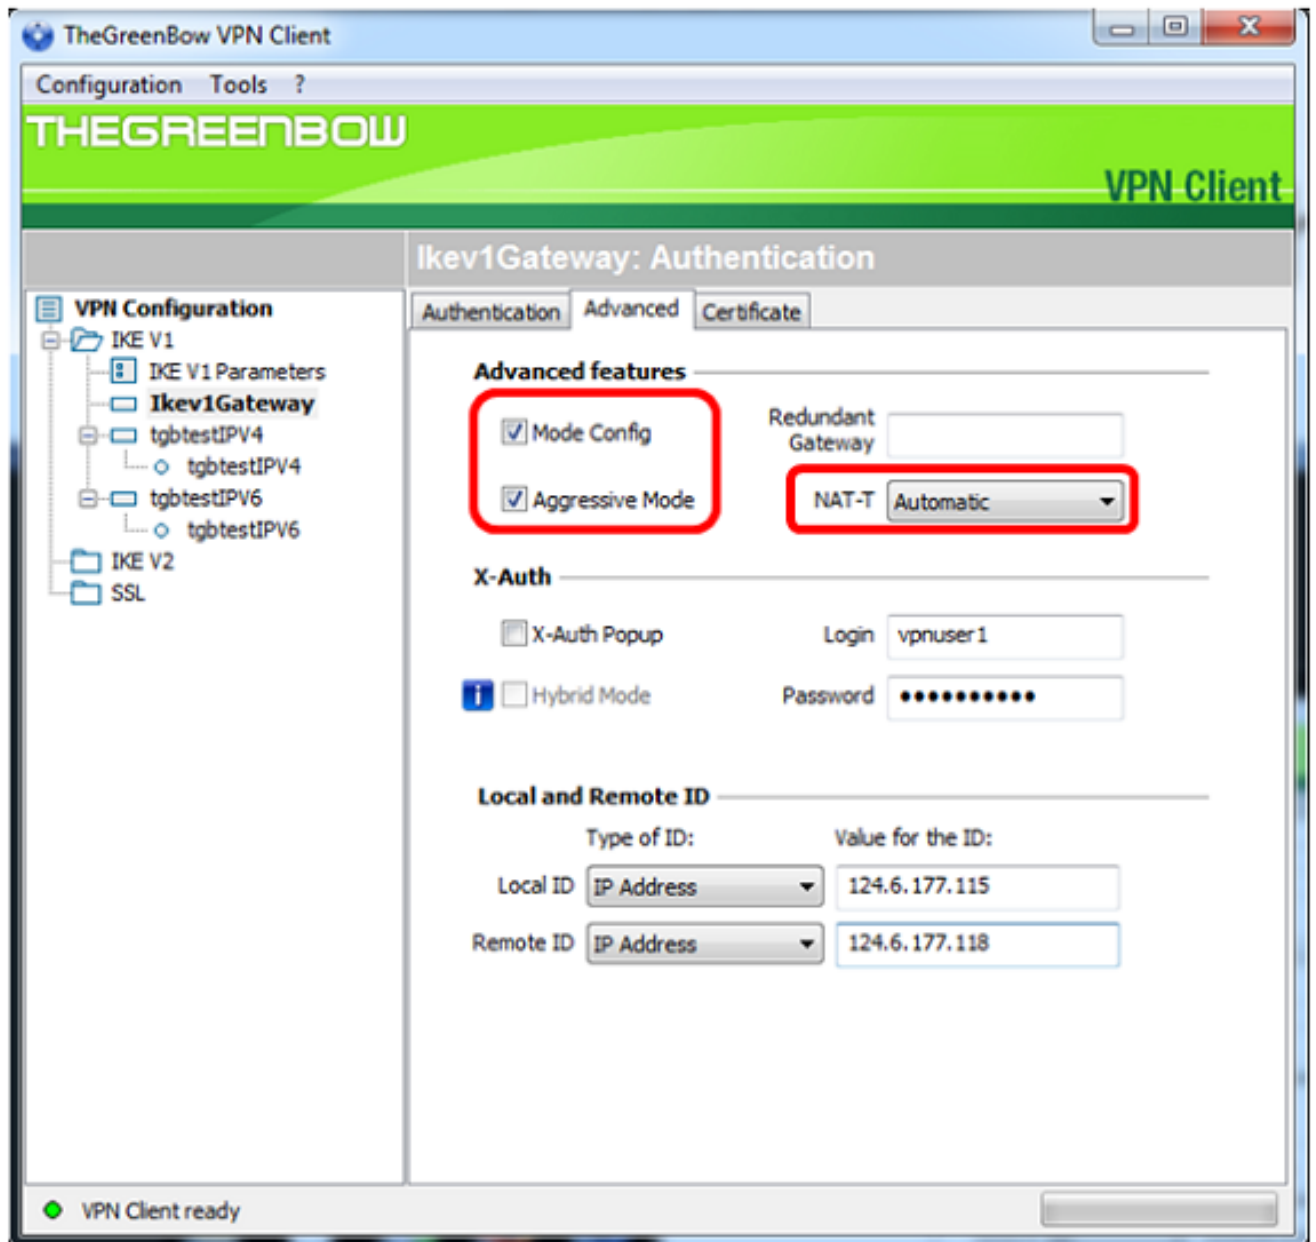 TheGreenBow VPN Client
Configuration Tools ?
THEGREENBOW
VPN Client
Ikev1Gateway: Authentication
VPN Configuration
IKE V1
IKE V1 Parameters
Ikev1Gateway
tgbtestIPV4
tgbtestIPV4
tgbtestIPV6
tgbtestIPV6
IKE V2
SSL
Authentication Advanced Certificate
Advanced features
Mode Config
Redundant
Gateway
Aggressive Mode
NAT-T Automatic
X-Auth
X-Auth Popup
Login vpnuser1
Hybrid Mode
Password ●●●●●●●●●●
Local and Remote ID
Type of ID: Value for the ID:
Local ID IP Address 124.6.177.115
Remote ID IP Address 124.6.177.118
VPN Client ready